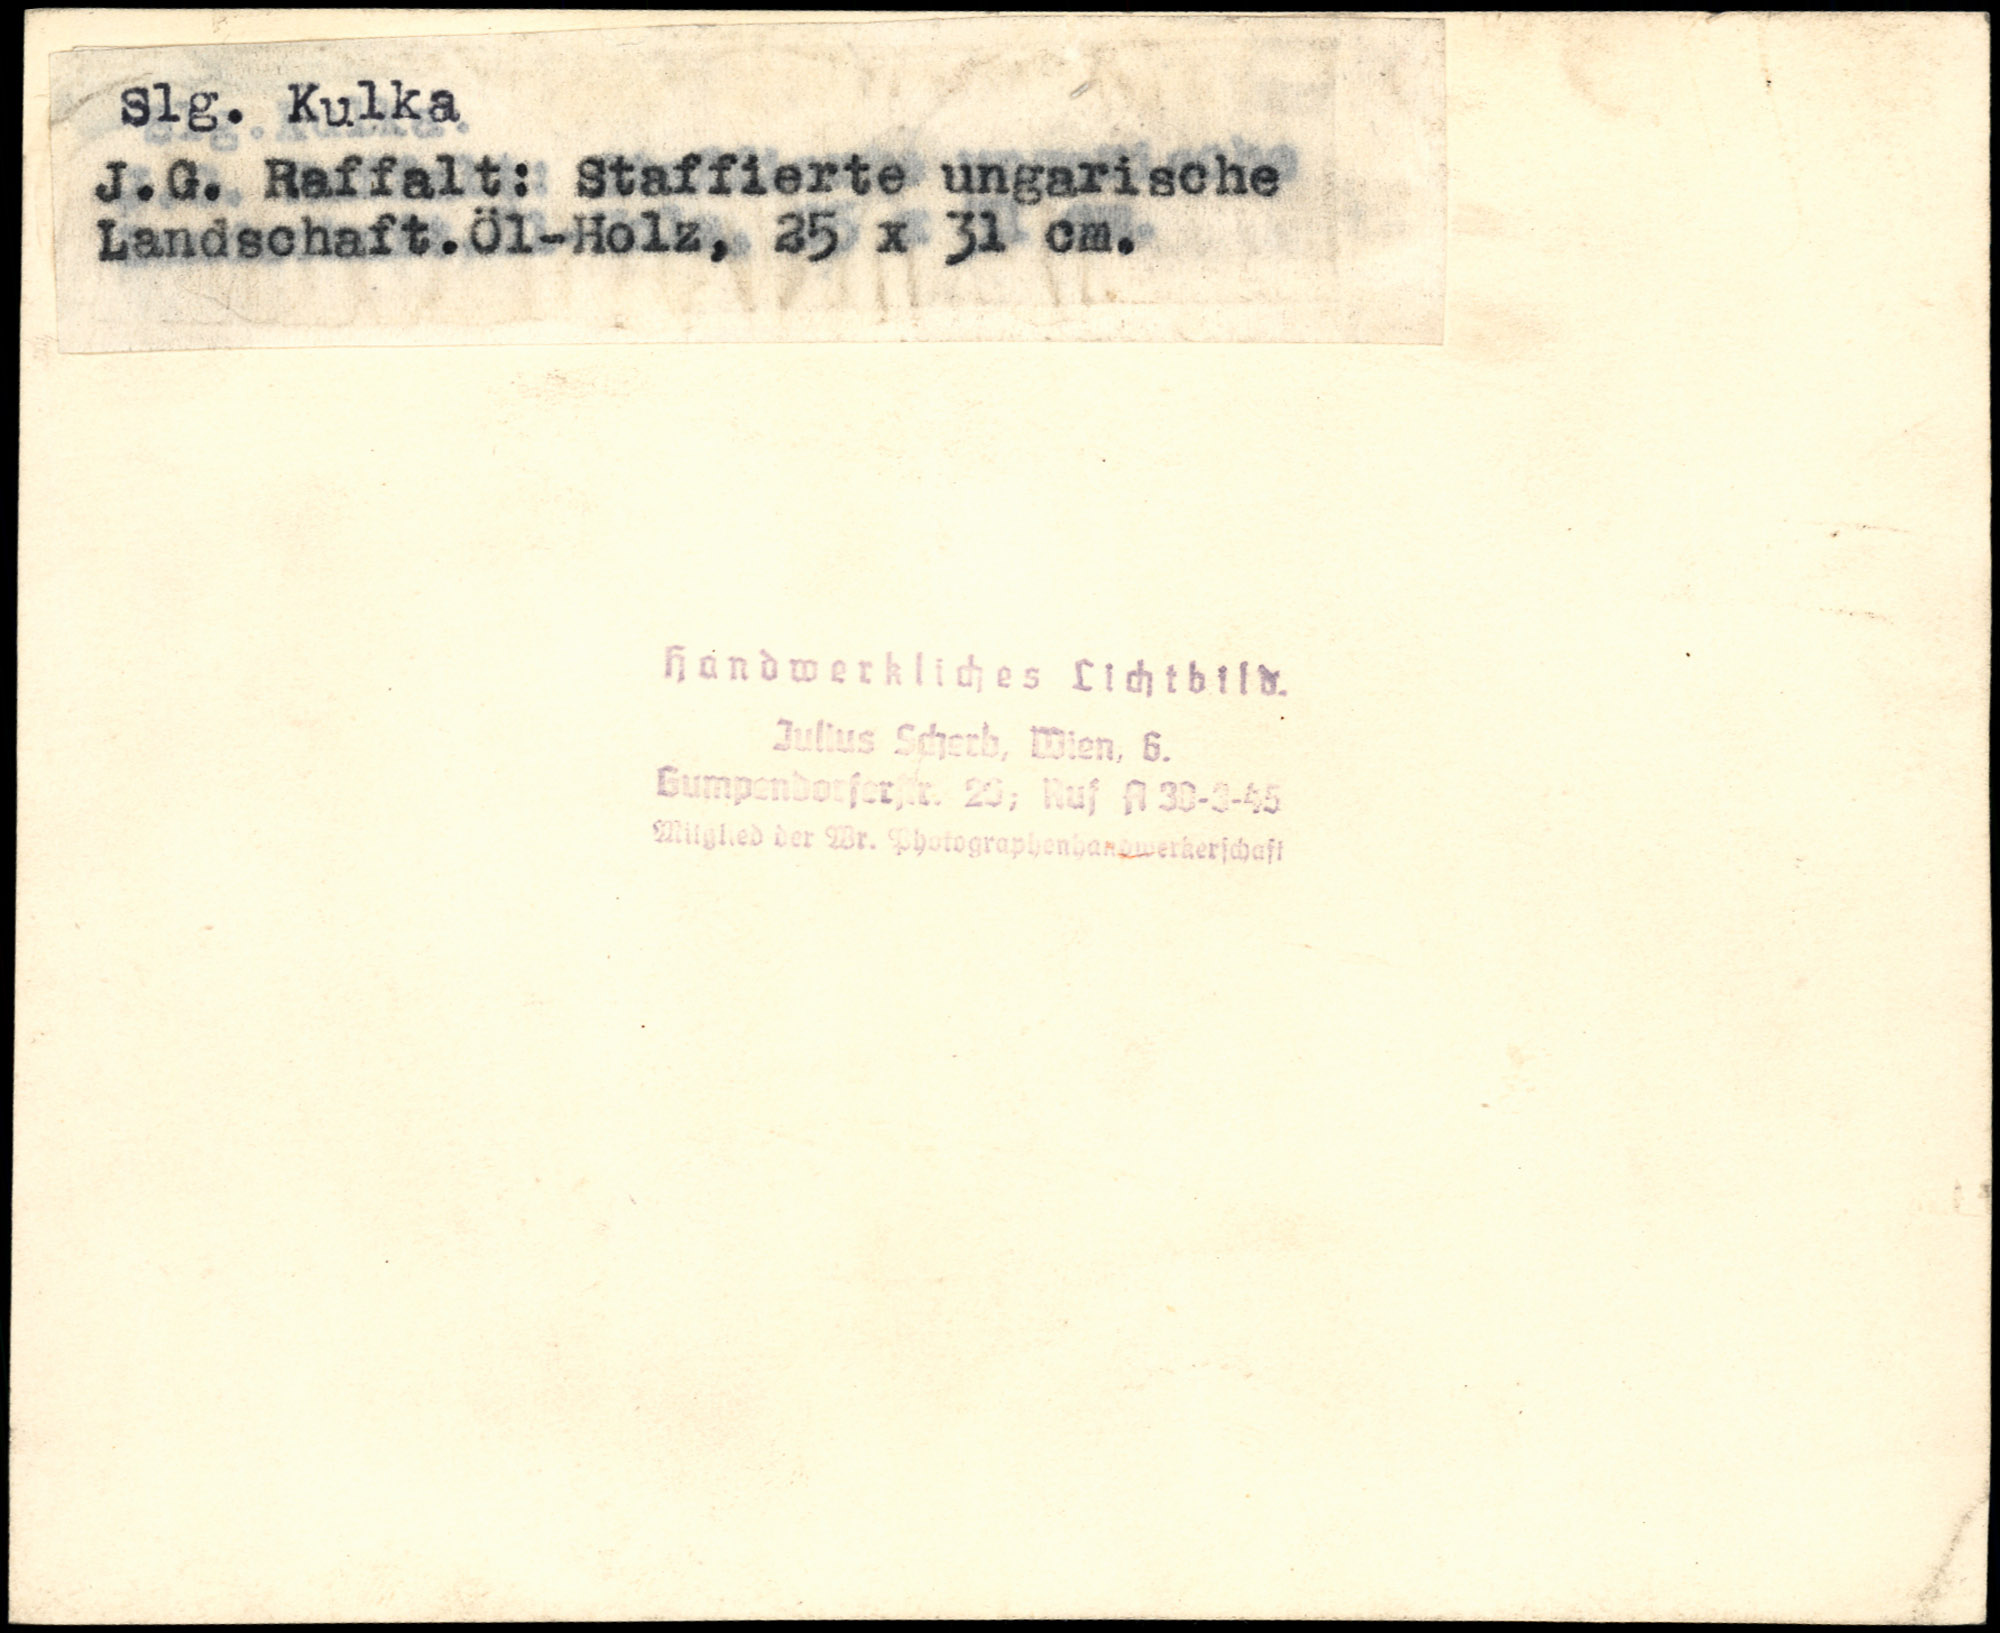 Slg. Kulka
J.G. Raffalt: Staffierte ungarische
Landschaft.Öl-Holz, 25 x 31 cm.
Handwerkliches Lichtbild.
Julius Scherb, Wien, 6.
Gumpendorferstr. Ruf A 30-3-45
Mitglied der Wr. Photographenhandwerkerschaft